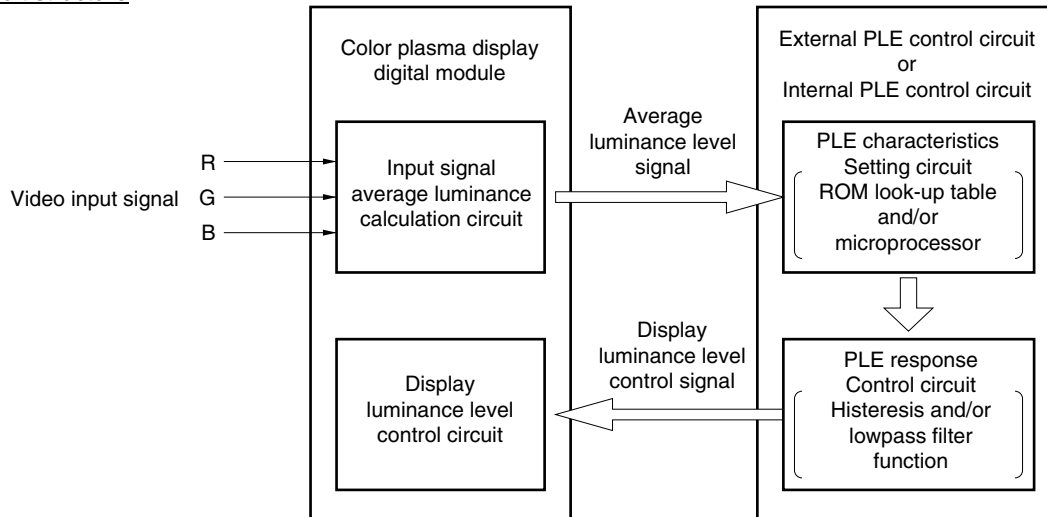 Color plasma display
digital module
External PLE control circuit
or
Internal PLE control circuit
Video input signal
R
G
B
Input signal
average luminance
calculation circuit
Average
luminance level
signal
PLE characteristics
Setting circuit
ROM look-up table
and/or
microprocessor
Display
luminance level
control circuit
Display
luminance level
control signal
PLE response
Control circuit
Histeresis and/or
lowpass filter
function